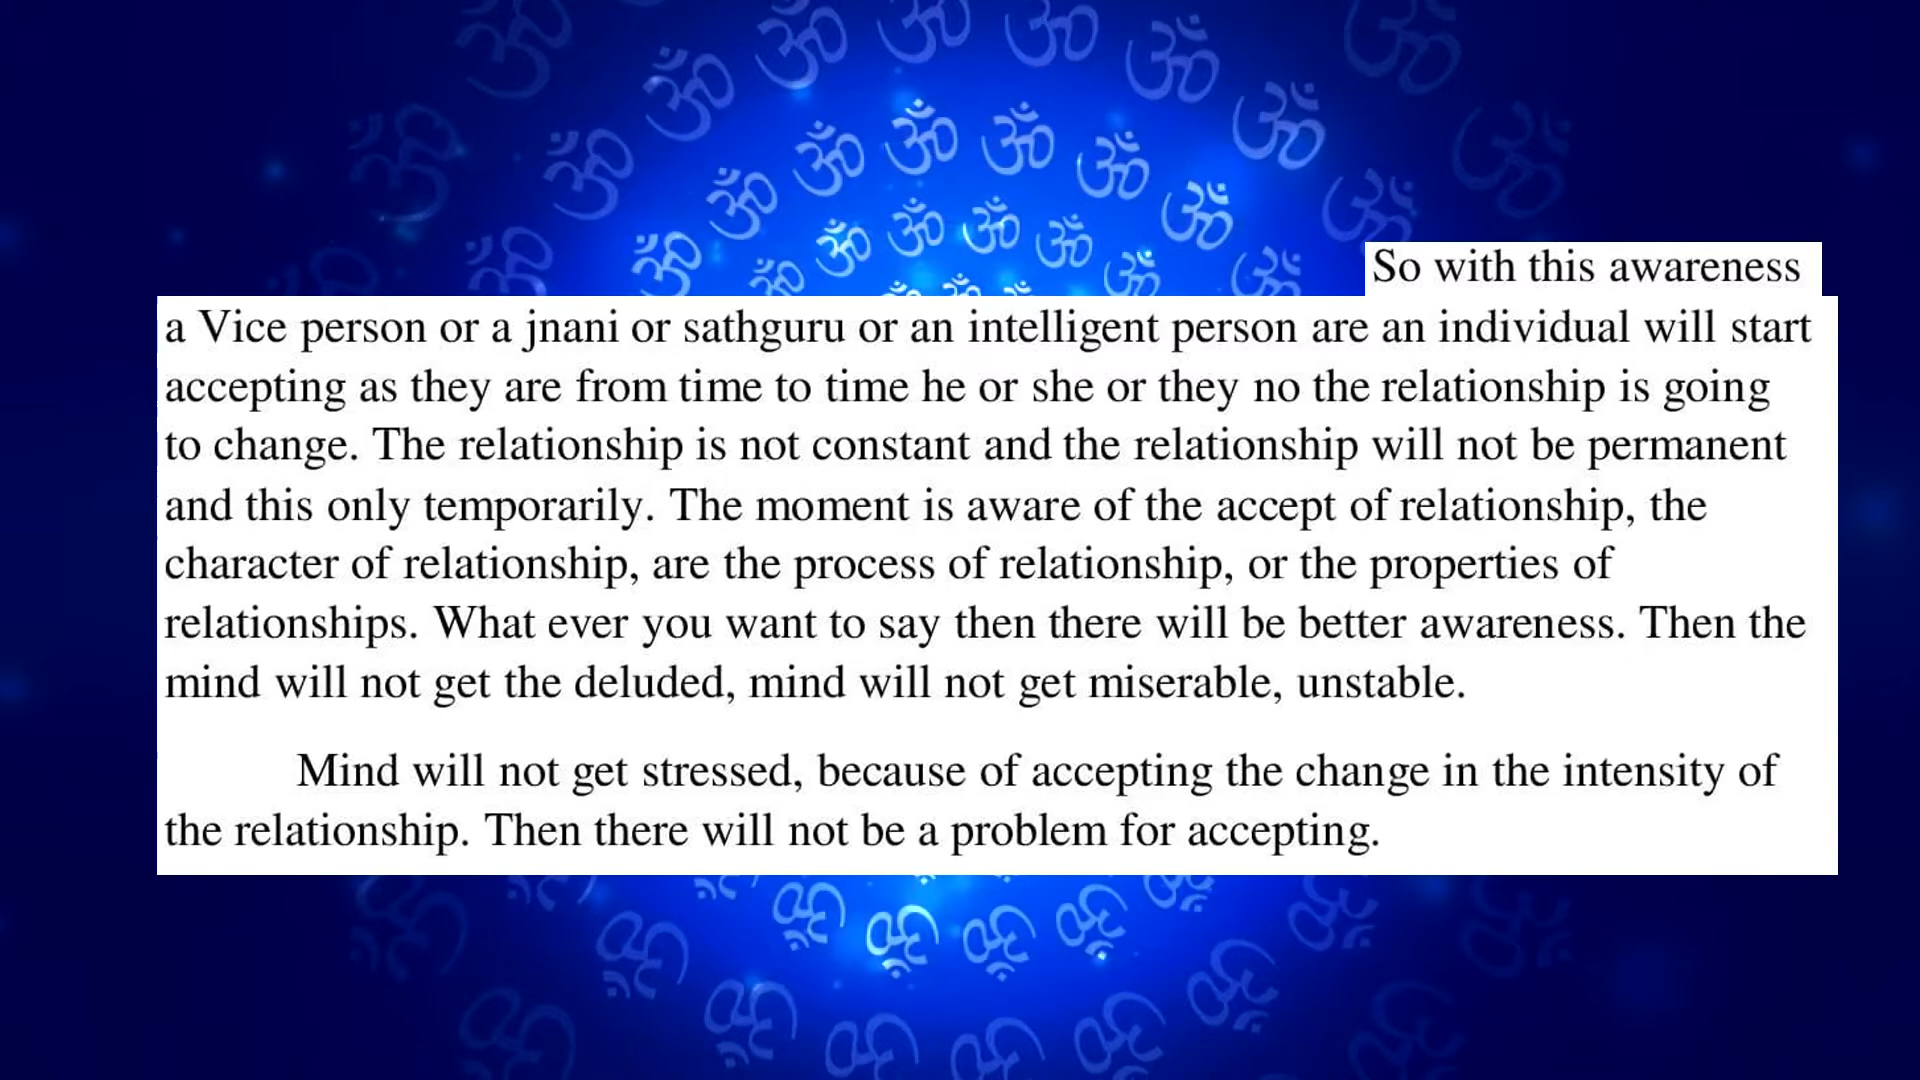 So with this awareness
a Vice person or a jnani or sathguru or an intelligent person are an individual will start
accepting as they are from time to time he or she or they no the relationship is going
to change. The relationship is not constant and the relationship will not be permanent
and this only temporarily. The moment is aware of the accept of relationship, the
character of relationship, are the process of relationship, or the properties of
relationships. What ever you want to say then there will be better awareness. Then the
mind will not get the deluded, mind will not get miserable, unstable.
Mind will not get stressed, because of accepting the change in the intensity of
the relationship. Then there will not be a problem for accepting.